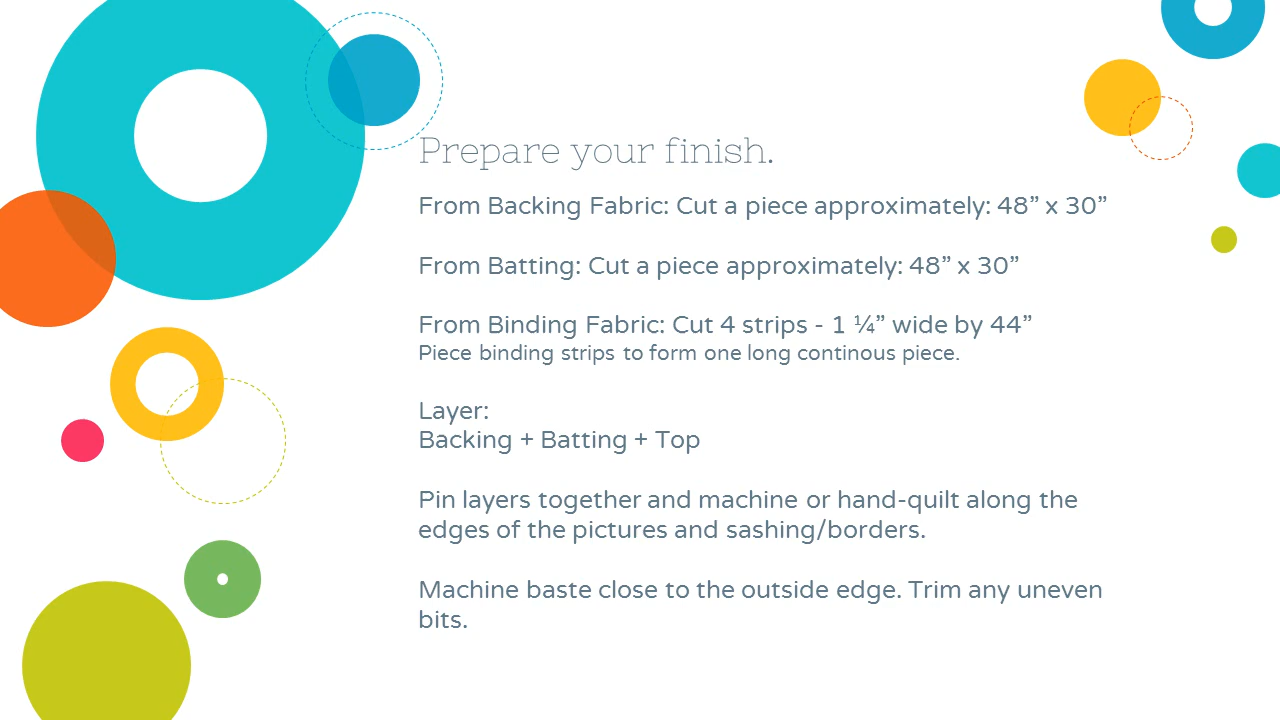 Prepare your finish.
From Backing Fabric: Cut a piece approximately: 48” x 30”
From Batting: Cut a piece approximately: 48” x 30”
From Binding Fabric: Cut 4 strips - 1 ¼” wide by 44”
Piece binding strips to form one long continous piece.
Layer:
Backing + Batting + Top
Pin layers together and machine or hand-quilt along the
edges of the pictures and sashing/borders.
Machine baste close to the outside edge. Trim any uneven
bits.